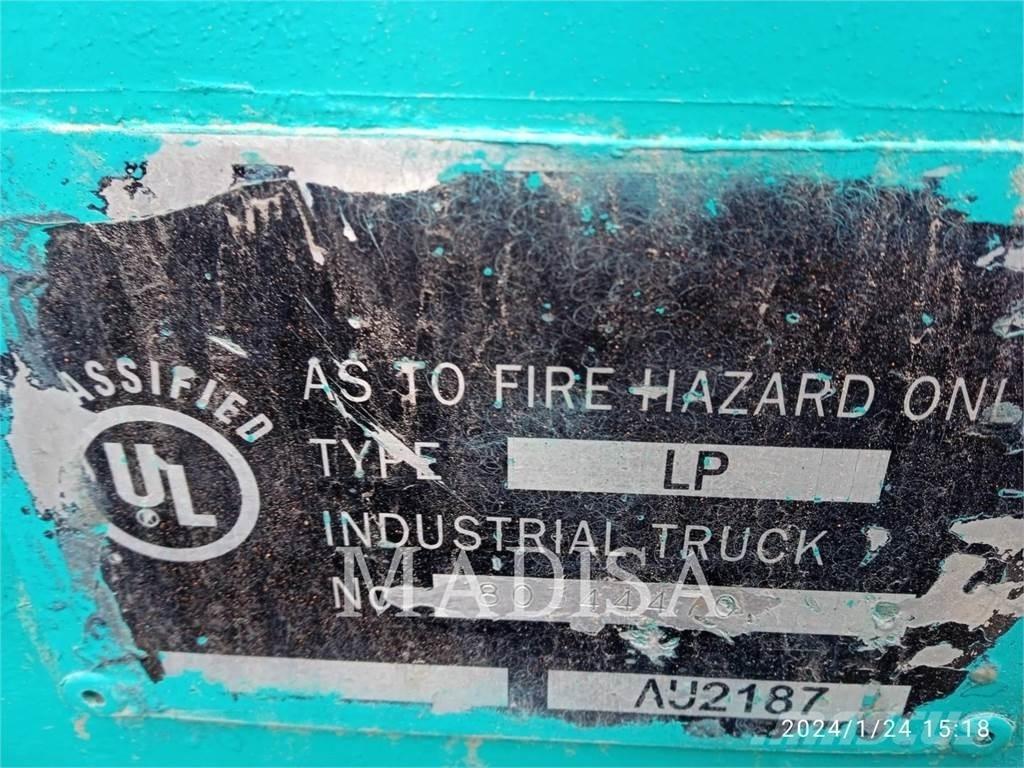 ASSIFIED
UL
AS TO FIRE HAZARD ONL
TYPE LP
INDUSTRIAL TRUCK
MADISA
AU2187
2024/1/24 15:18